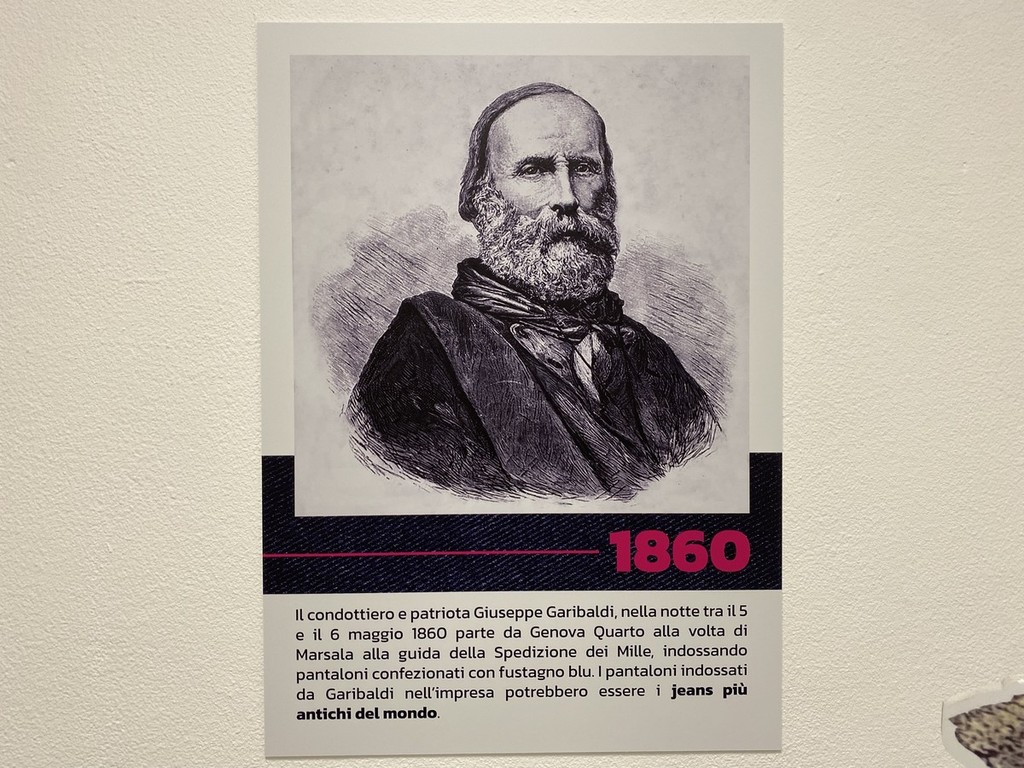 1860
Il condottiero e patriota Giuseppe Garibaldi, nella notte tra il 5
e il 6 maggio 1860 parte da Genova Quarto alla volta di
Marsala alla guida della Spedizione dei Mille, indossando
pantaloni confezionati con fustagno blu. I pantaloni indossati
da Garibaldi nell'impresa potrebbero essere i jeans più
antichi del mondo.